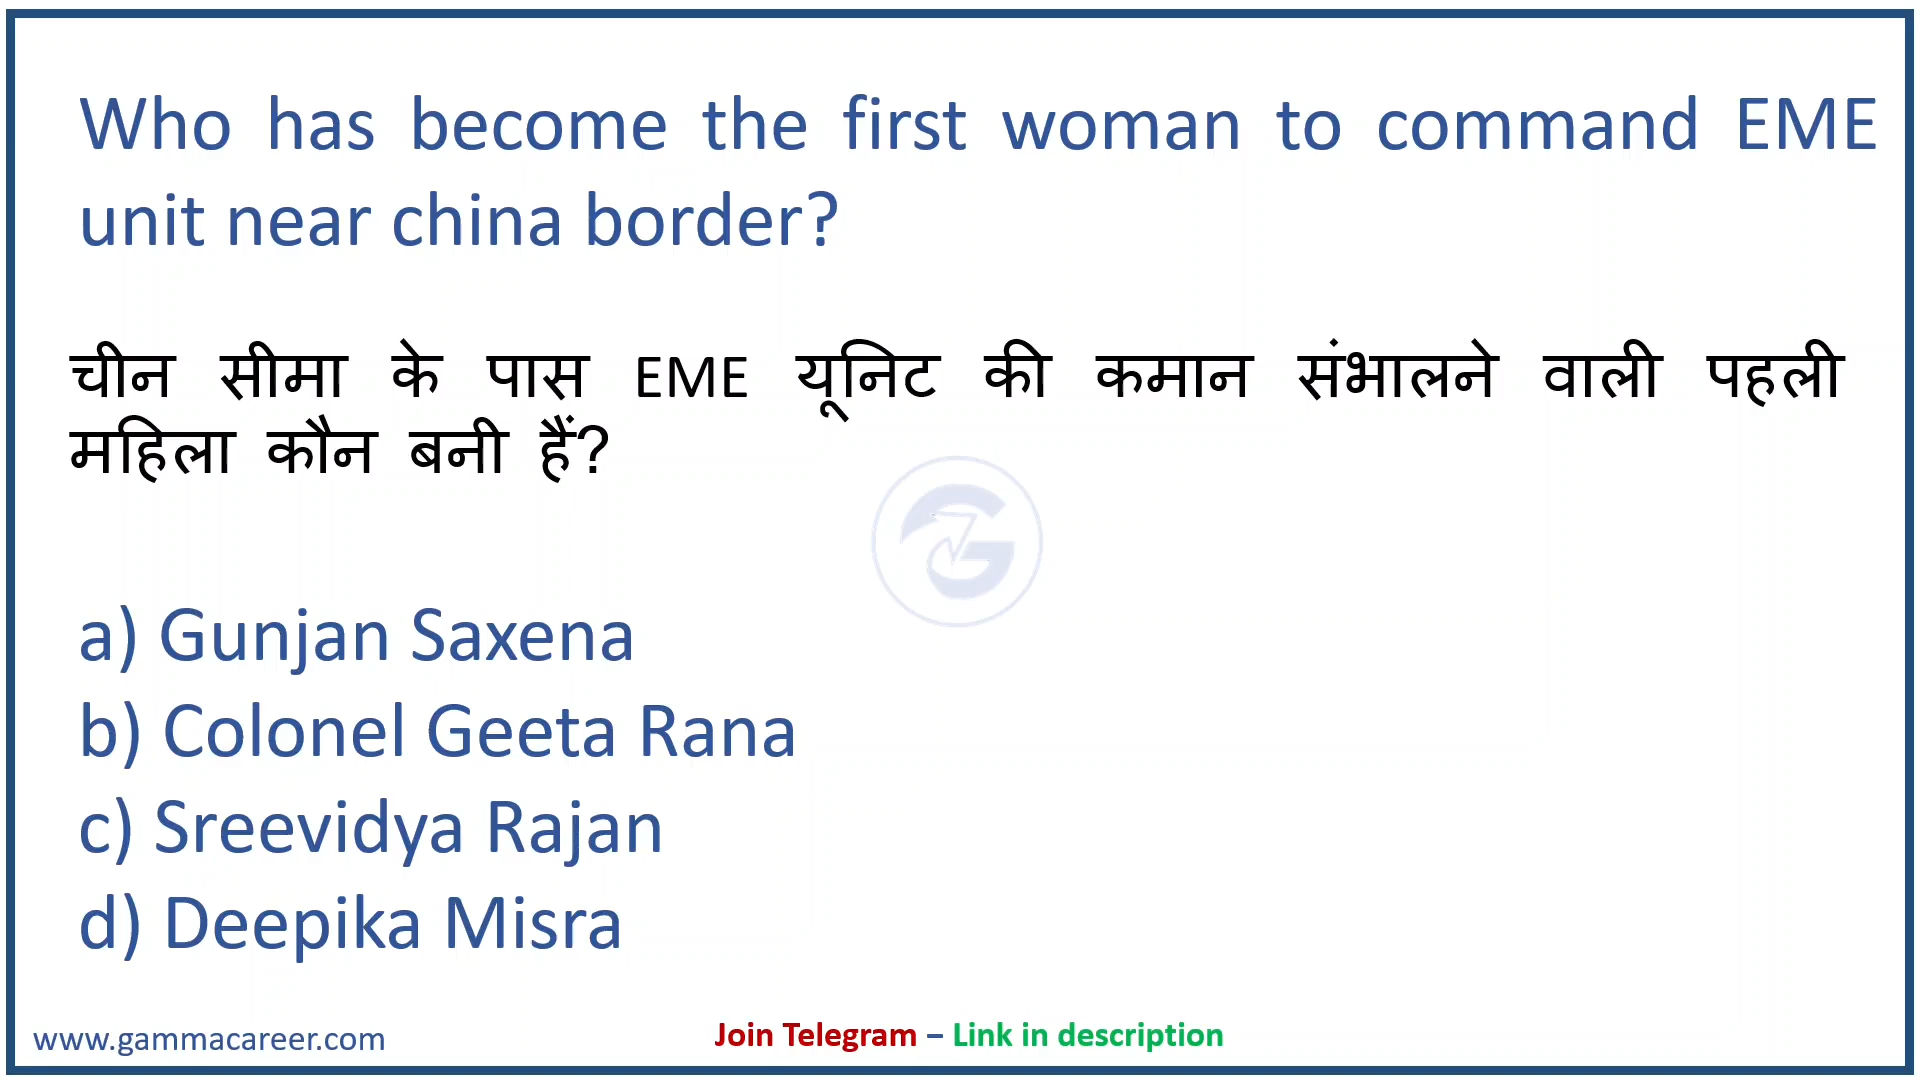 Who has become the first woman to command EME
unit near china border?
चीन सीमा के पास EME यूनिट की कमान संभालने वाली पहली
महिला कौन बनी हैं?
a) Gunjan Saxena
b) Colonel Geeta Rana
c) Sreevidya Rajan
d) Deepika Misra
www.gammacareer.com
Join Telegram – Link in description